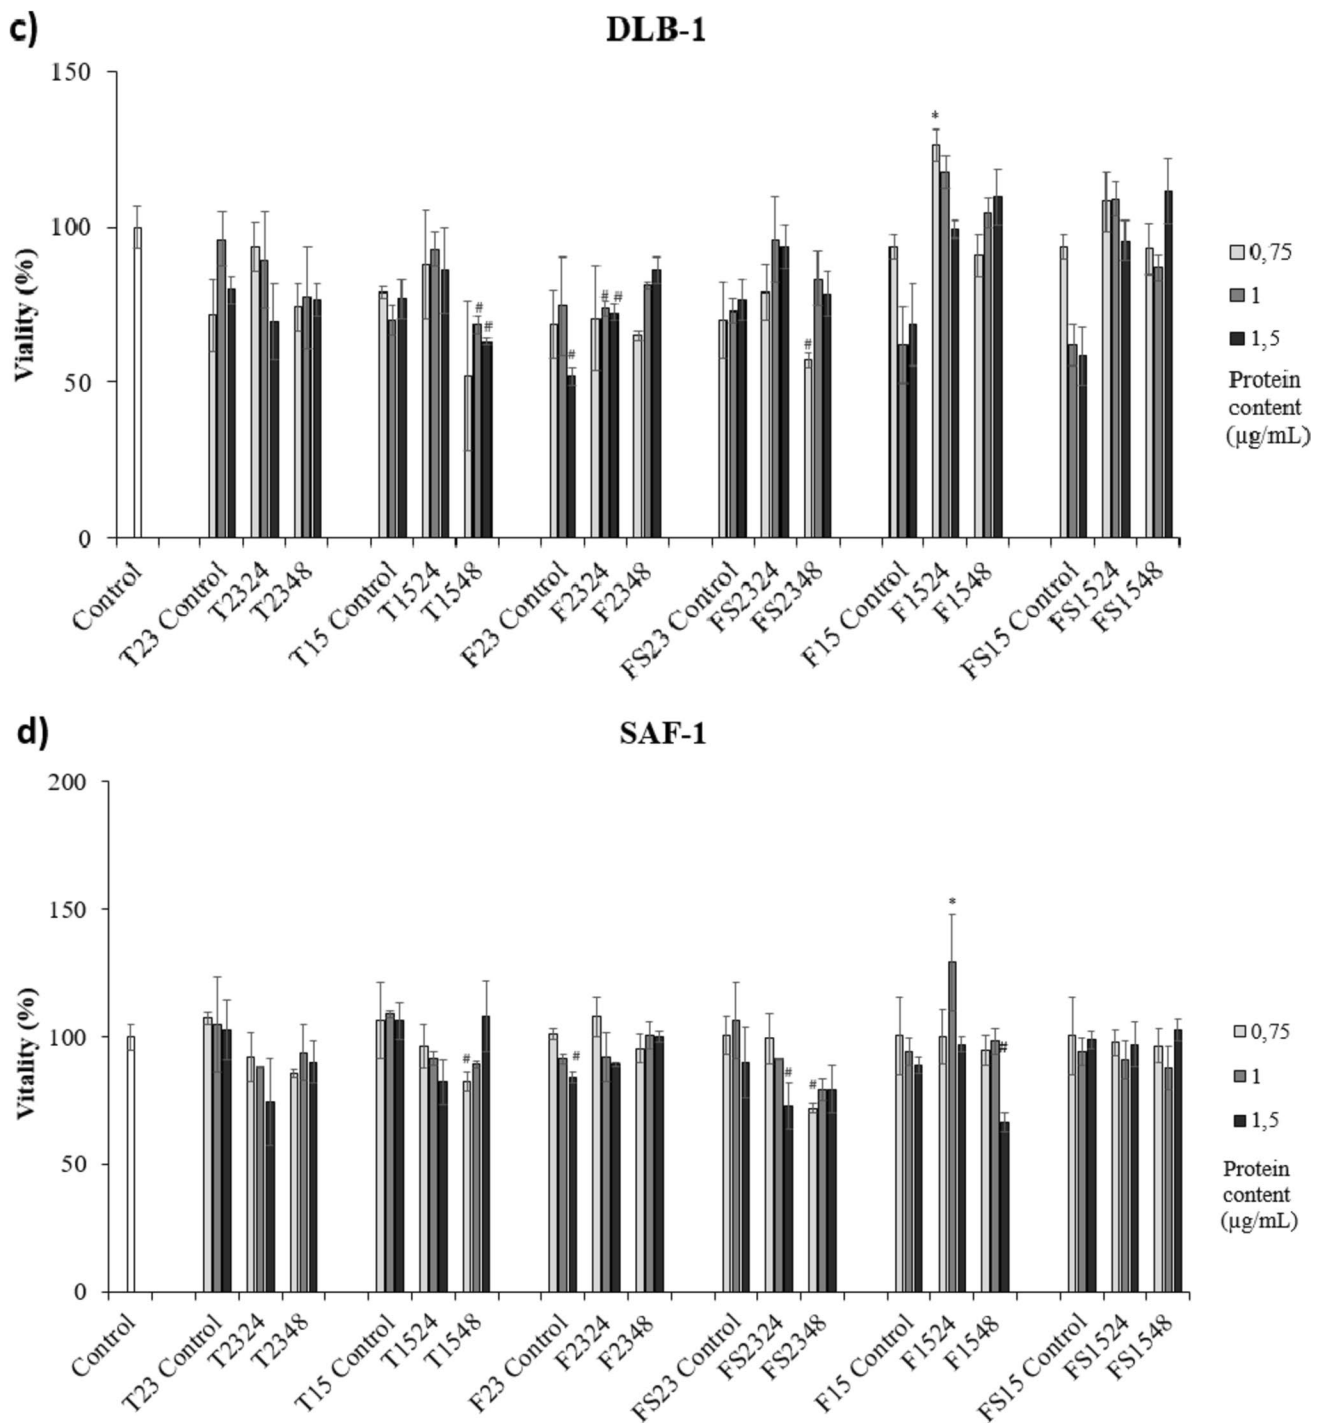 c)
DLB-1
150
100
50
0
Viality (%)
*
#
#
#
#
#
#
Control
T23 Control
T2324
T2348
T15 Control
T1524
T1548
F23 Control
F2324
F2348
FS23 Control
FS2324
FS2348
F15 Control
F1524
F1548
FS15 Control
FS1524
FS1548
0,75
1
1,5
Protein
content
(µg/mL)
d)
SAF-1
200
150
100
50
0
Vitality (%)
*
#
#
#
#
#
Control
T23 Control
T2324
T2348
T15 Control
T1524
T1548
F23 Control
F2324
F2348
FS23 Control
FS2324
FS2348
F15 Control
F1524
F1548
FS15 Control
FS1524
FS1548
0,75
1
1,5
Protein
content
(µg/mL)